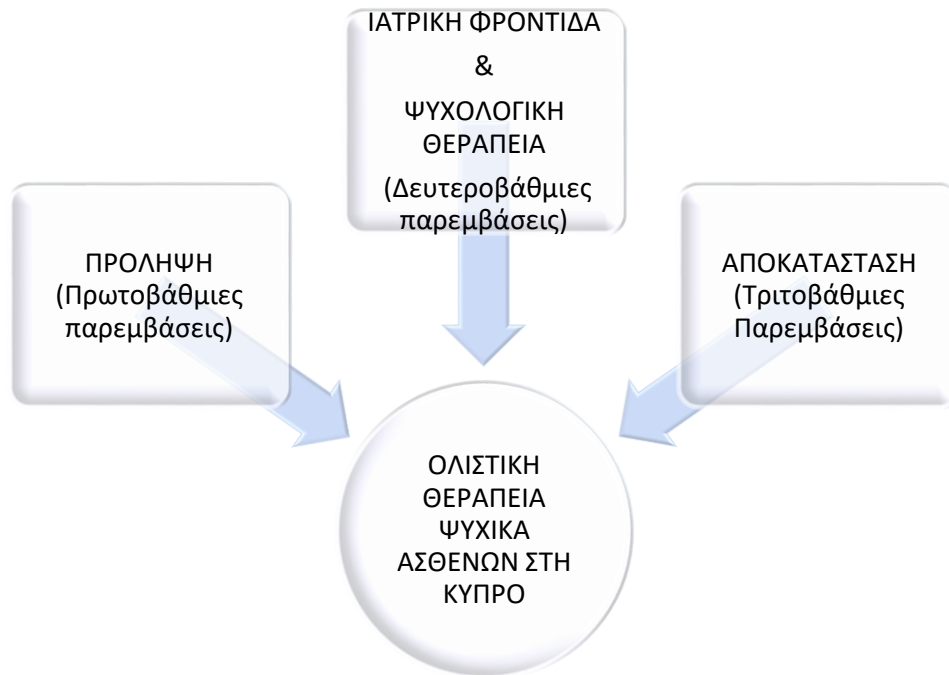 ΙΑΤΡΙΚΗ ΦΡΟΝΤΙΔΑ
&
ΨΥΧΟΛΟΓΙΚΗ
ΘΕΡΑΠΕΙΑ
(Δευτεροβάθμιες
παρεμβάσεις)
ΠΡΟΛΗΨΗ
(Πρωτοβάθμιες
παρεμβάσεις)
ΑΠΟΚΑΤΑΣΤΑΣΗ
(Τριτοβάθμιες
Παρεμβάσεις)
ΟΛΙΣΤΙΚΗ
ΘΕΡΑΠΕΙΑ
ΨΥΧΙΚΑ
ΑΣΘΕΝΩΝ ΣΤΗ
ΚΥΠΡΟ